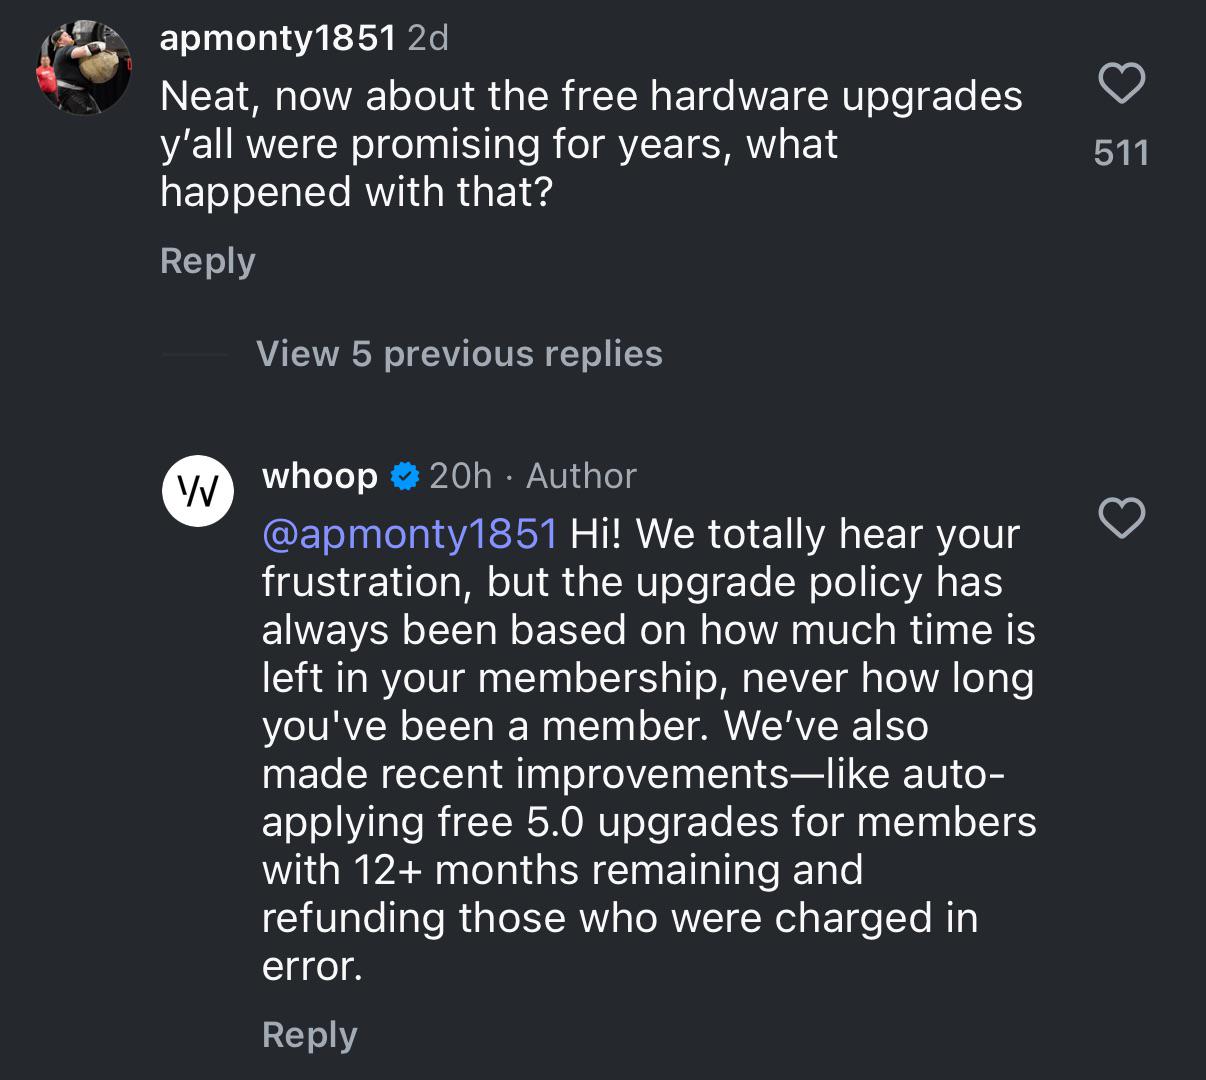 apmonty1851 2d
Neat, now about the free hardware upgrades
y’all were promising for years, what
happened with that?
511
Reply
View 5 previous replies
whoop 20h · Author
@apmonty1851 Hi! We totally hear your
frustration, but the upgrade policy has
always been based on how much time is
left in your membership, never how long
you've been a member. We’ve also
made recent improvements—like auto-
applying free 5.0 upgrades for members
with 12+ months remaining and
refunding those who were charged in
error.
Reply